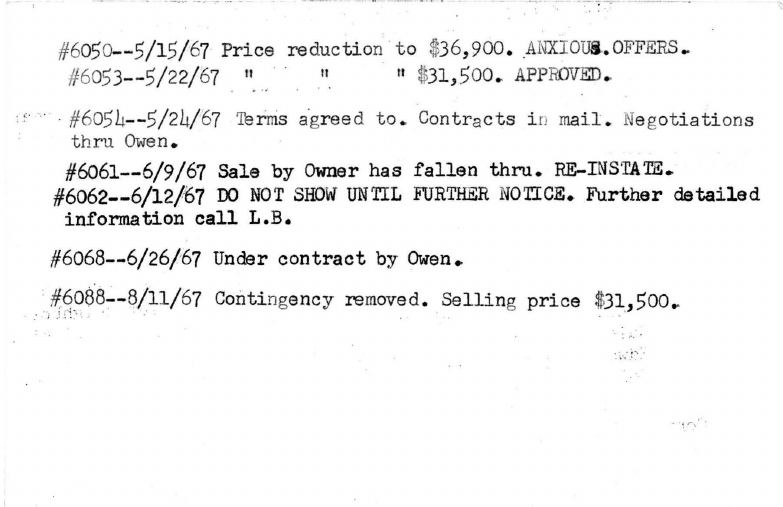 #6050--5/15/67 Price reduction to $36,900. ANXIOUS.OFFERS.
#6053--5/22/67 " " " $31,500. APPROVED.
#6054--5/24/67 Terms agreed to. Contracts in mail. Negotiations
thru Owen.
#6061--6/9/67 Sale by Owner has fallen thru. RE-INSTATE.
#6062--6/12/67 DO NOT SHOW UNTIL FURTHER NOTICE. Further detailed
information call L.B.
#6068--6/26/67 Under contract by Owen.
#6088--8/11/67 Contingency removed. Selling price $31,500.